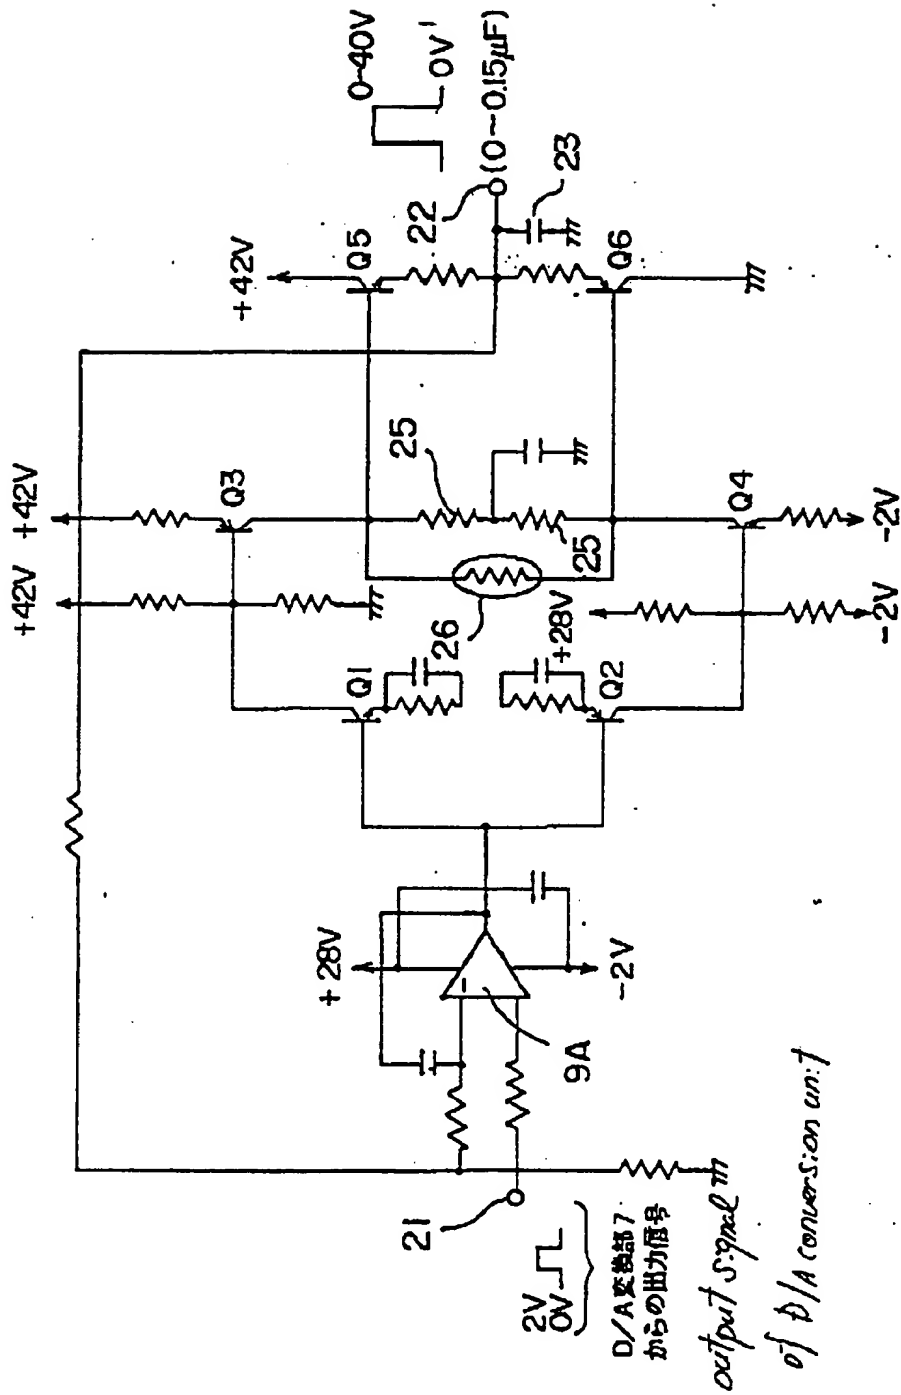 0-40V
0V
(0～0.15μF)
22
23
+42V
Q5
Q6
+42V
Q3
25
25
Q4
-2V
+42V
26
+28V
-2V
Q1
Q2
+28V
-2V
9A
21
2V
0V
D/A変換部7
からの出力信号
output signal
of D/A conversion unit